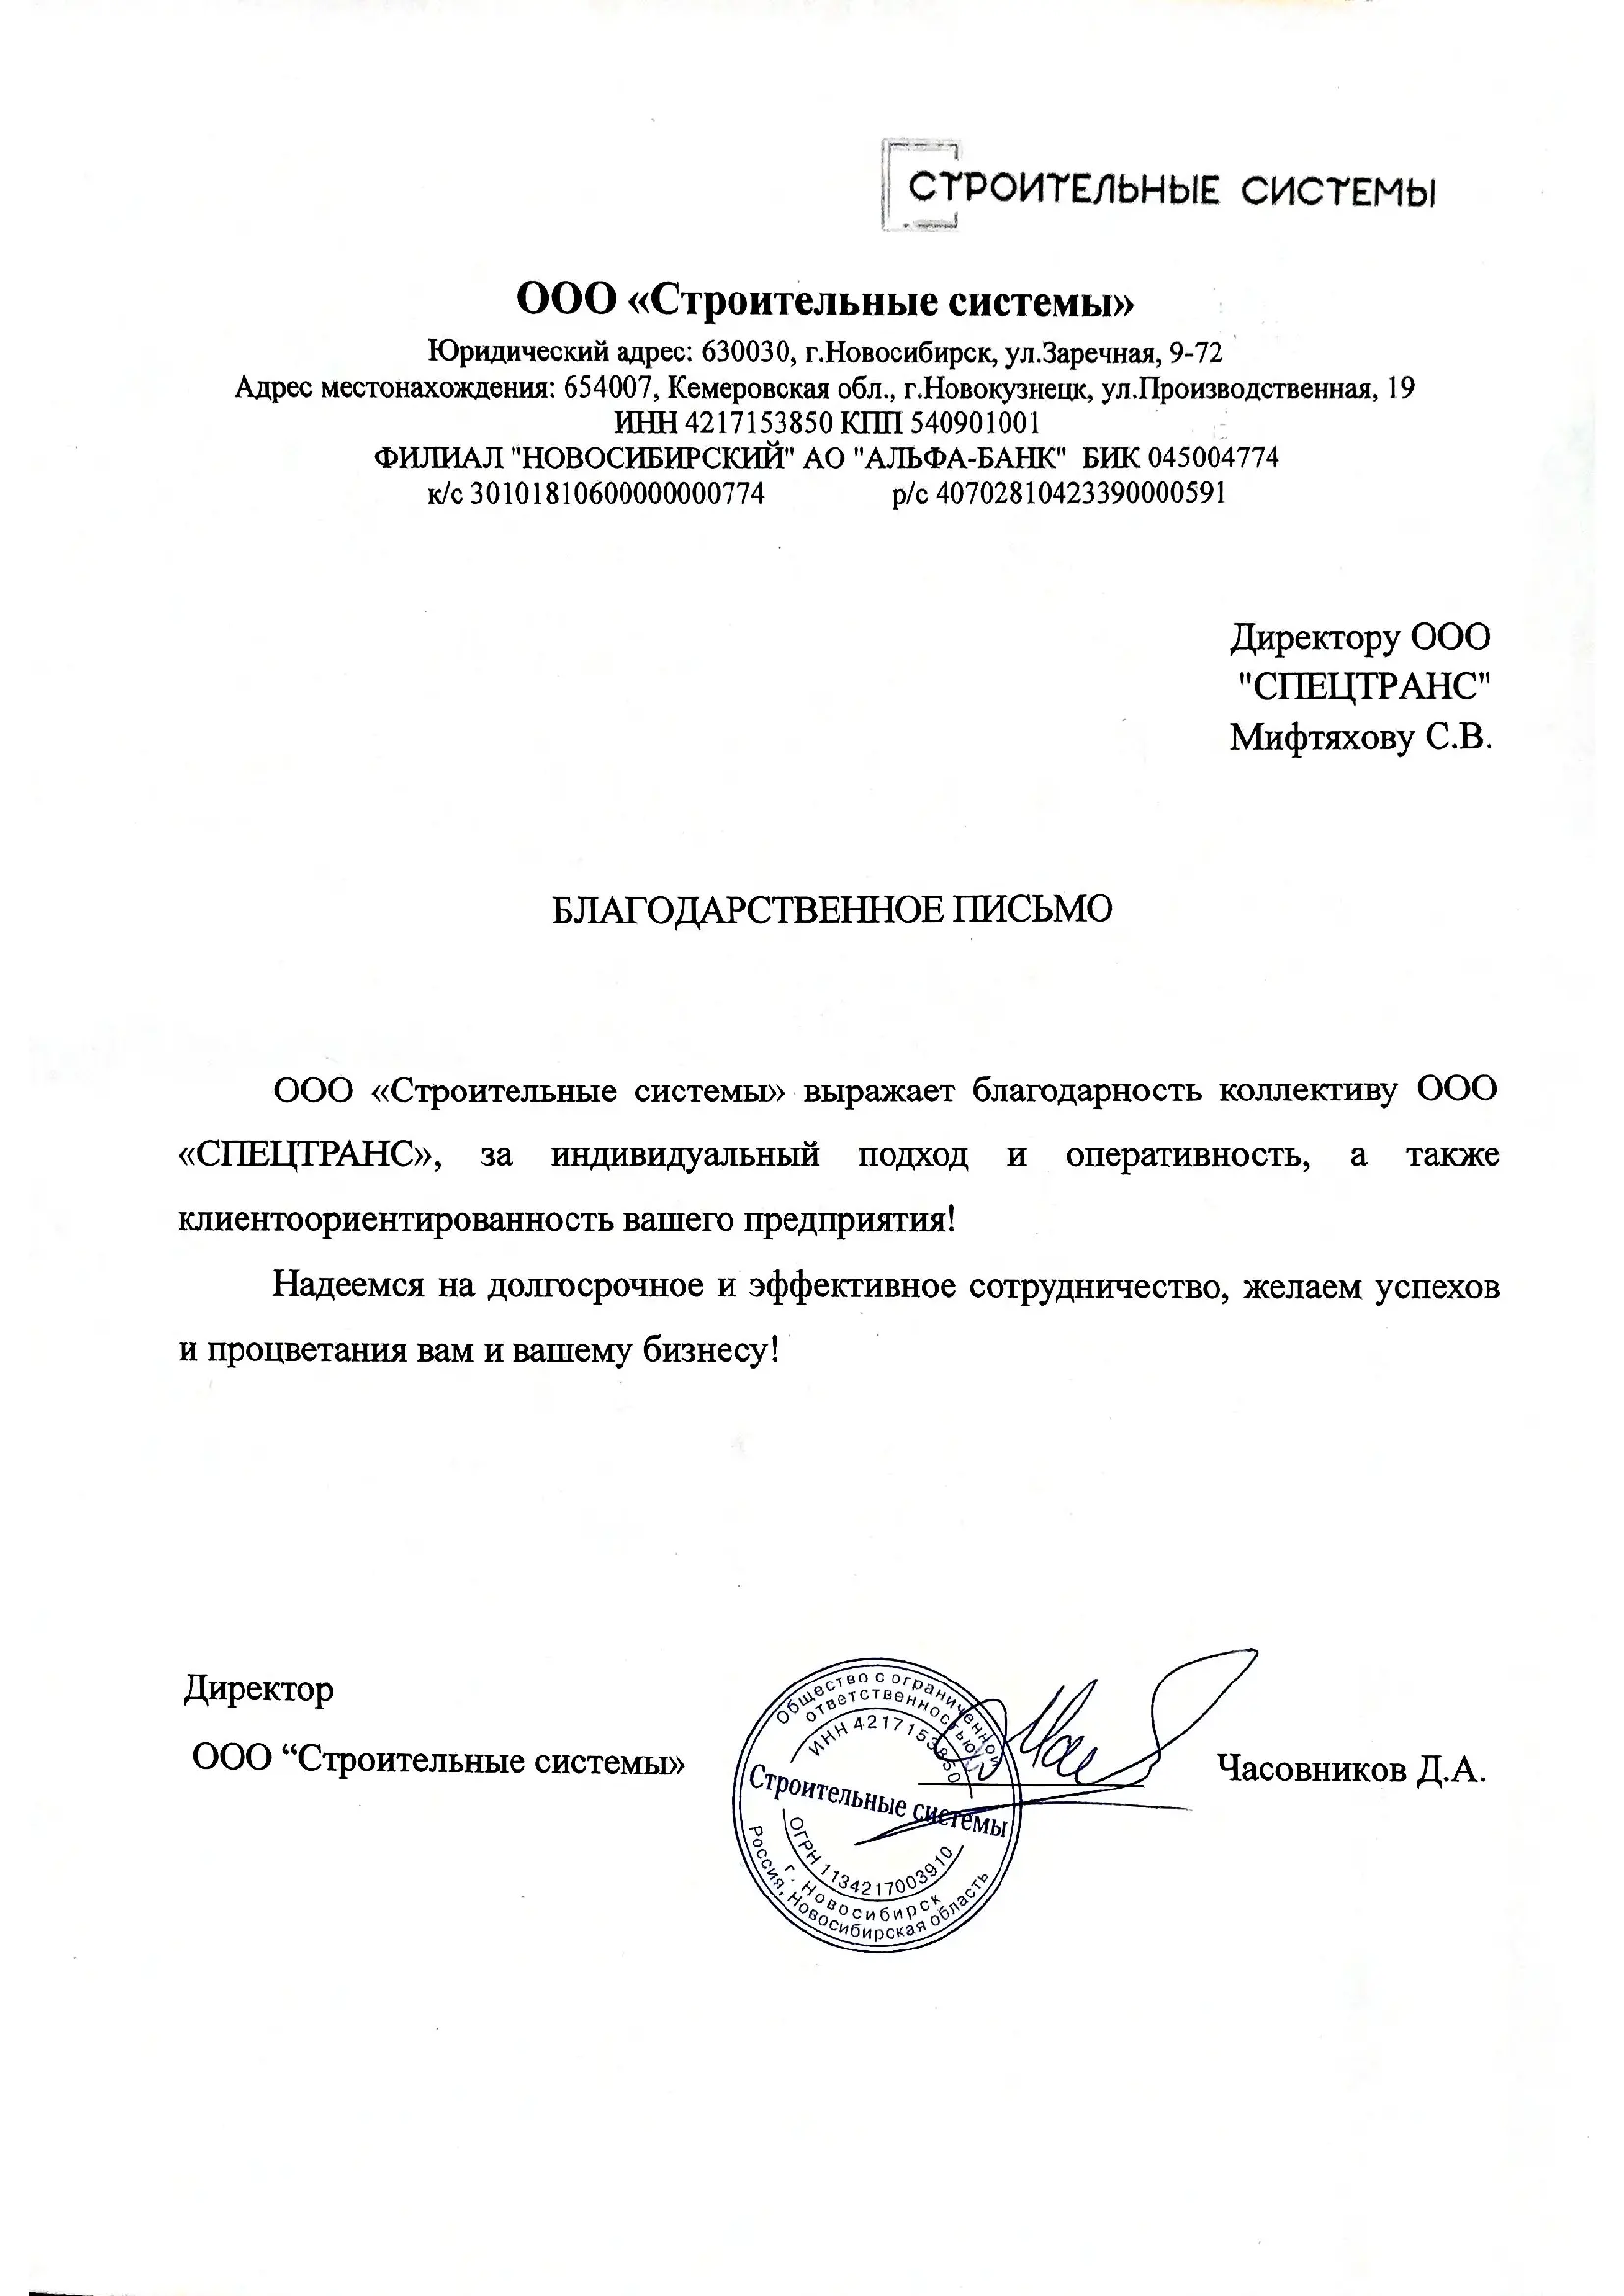 СТРОИТЕЛЬНЫЕ СИСТЕМЫ
ООО «Строительные системы»
Юридический адрес: 630030, г.Новосибирск, ул.Заречная, 9-72
Адрес местонахождения: 654007, Кемеровская обл., г.Новокузнецк, ул.Производственная, 19
ИНН 4217153850 КПП 540901001
ФИЛИАЛ "НОВОСИБИРСКИЙ" АО "АЛЬФА-БАНК" БИК 045004774
к/с 30101810600000000774 р/с 40702810423390000591
Директору ООО
"СПЕЦТРАНС"
Мифтяхову С.В.
БЛАГОДАРСТВЕННОЕ ПИСЬМО
ООО «Строительные системы» выражает благодарность коллективу ООО
«СПЕЦТРАНС», за индивидуальный подход и оперативность, а также
клиентоориентированность вашего предприятия!
Надеемся на долгосрочное и эффективное сотрудничество, желаем успехов
и процветания вам и вашему бизнесу!
Директор
ООО “Строительные системы»
Часовников Д.А.
Общество с ограниченной
ответственностью
ИНН 4217153850
Строительные системы
ОГРН 1134217003910
г. Новосибирск
Россия, Новосибирская область